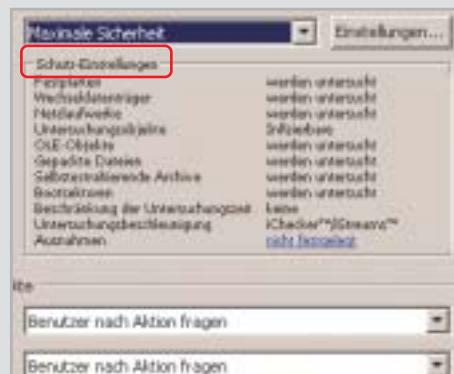 Maximale Sicherheit
Einstellungen...
Schutz-Einstellungen
Festplatten werden untersucht
Wechseldatenträger werden untersucht
Netzlaufwerke werden untersucht
Untersuchungsobjekte Infizierbare
OLE-Objekte werden untersucht
Gepackte Dateien werden untersucht
Selbstextrahierende Archive werden untersucht
Bootsektoren werden untersucht
Beschränkung der Untersuchungszeit keine
Untersuchungsbeschleunigung iChecker™/iStreams™
Ausnahmen nicht festgelegt
Benutzer nach Aktion fragen
Benutzer nach Aktion fragen